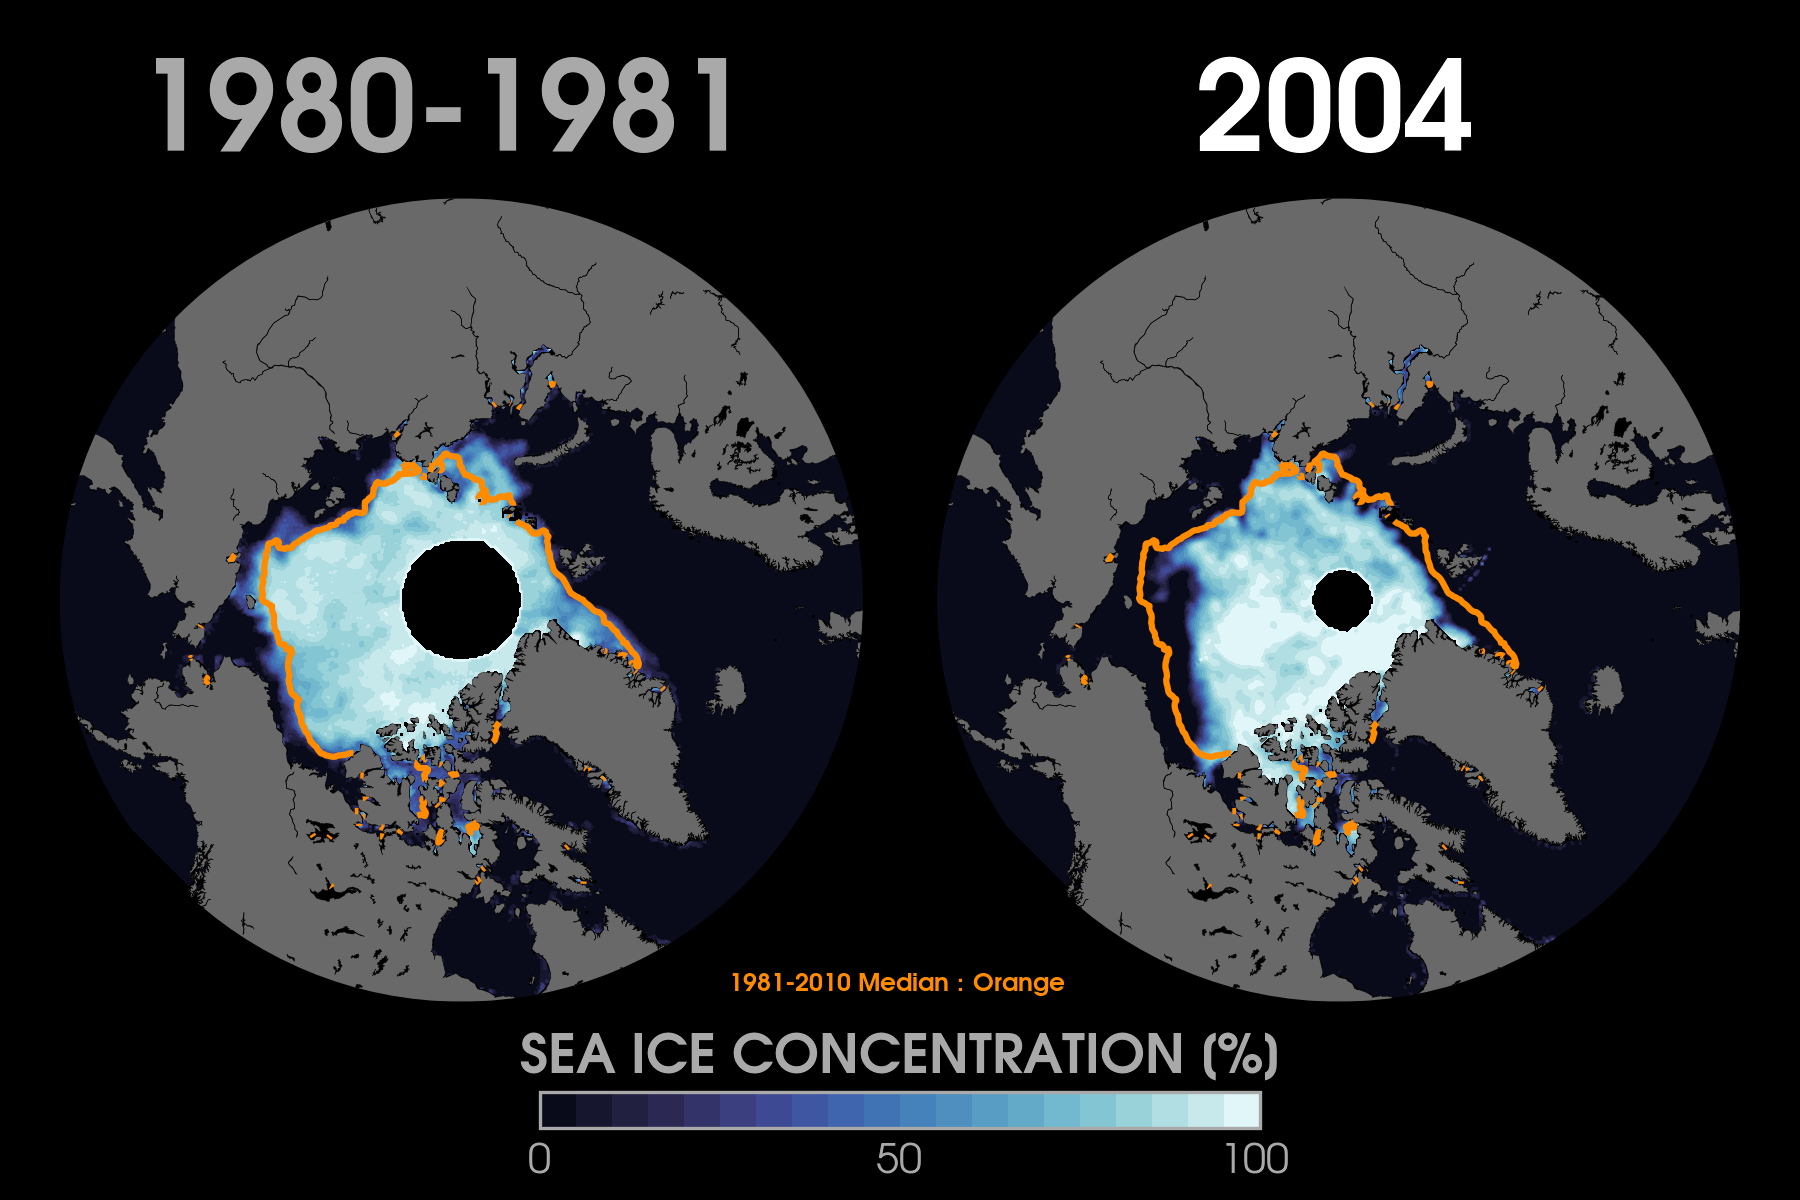 1980-1981
2004
1981-2010 Median : Orange
SEA ICE CONCENTRATION (%)
0 50 100